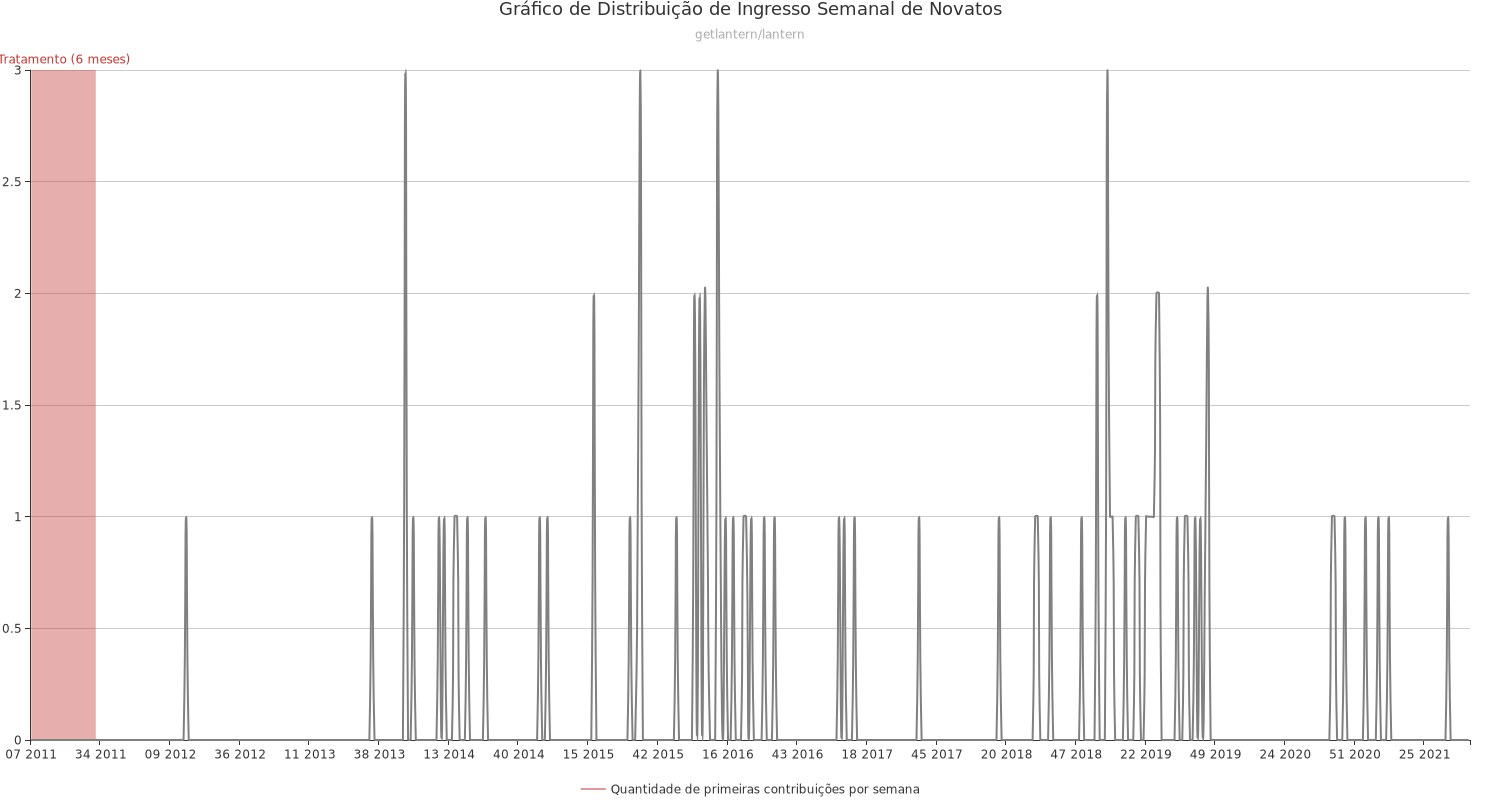 Gráfico de Distribuição de Ingresso Semanal de Novatos
getlantern/lantern
Tratamento (6 meses)
3
2.5
2
1.5
1
0.5
0
07 2011 34 2011 09 2012 36 2012 11 2013 38 2013 13 2014 40 2014 15 2015 42 2015 16 2016 43 2016 18 2017 45 2017 20 2018 47 2018 22 2019 49 2019 24 2020 51 2020 25 2021
Quantidade de primeiras contribuições por semana